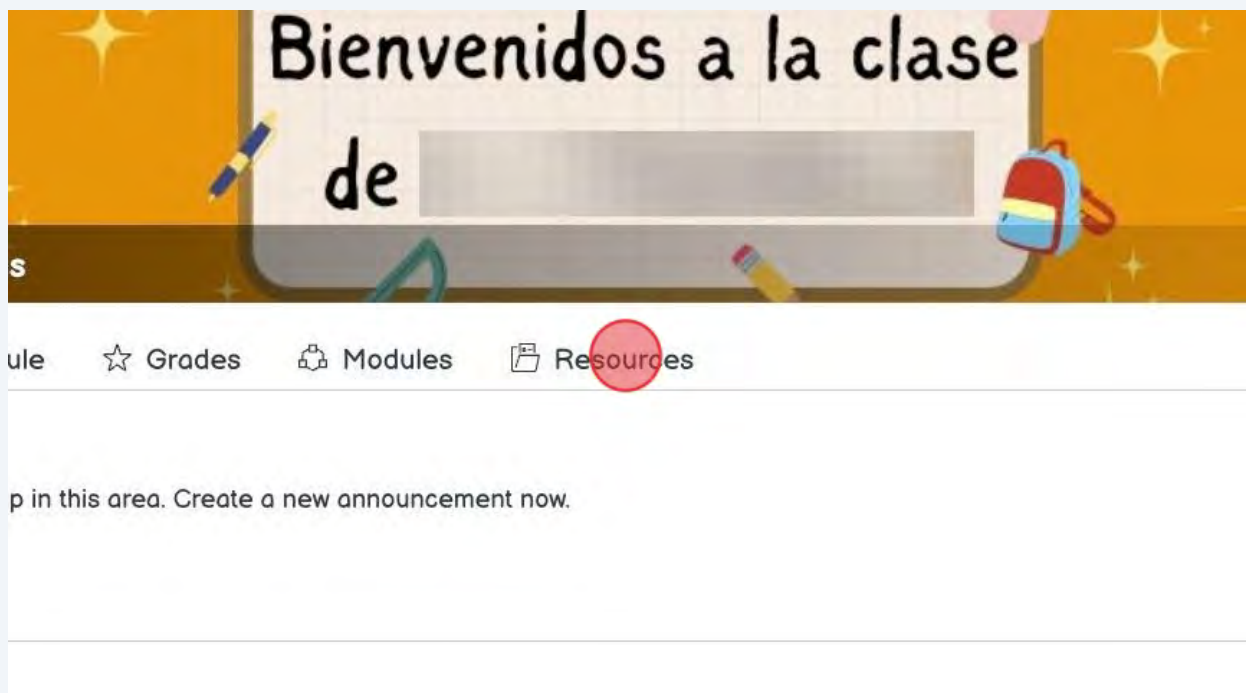 Bienvenidos a la clase
de
s
ule Grades Modules Resources
p in this area. Create a new announcement now.